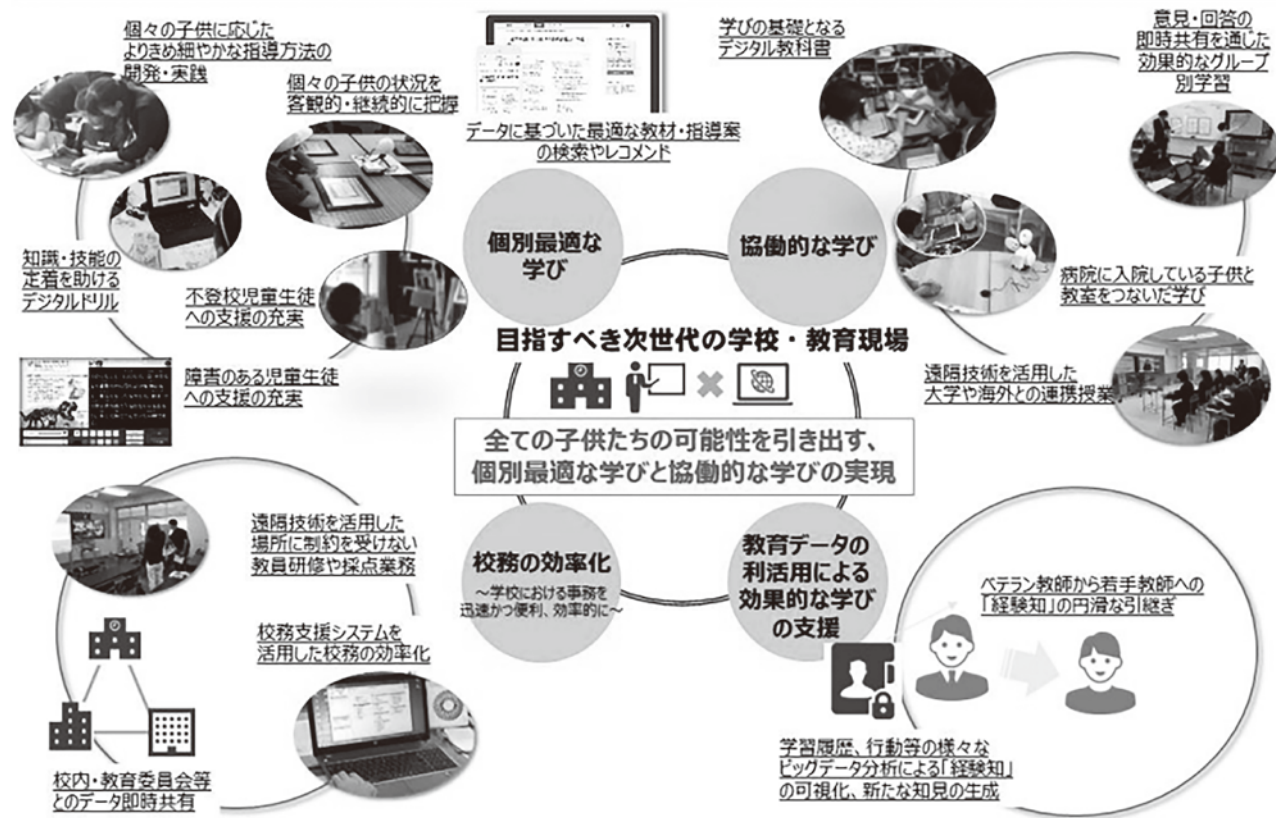 個々の子供に応じた
よりきめ細やかな指導方法の
開発・実践
個々の子供の状況を
客観的・継続的に把握
知識・技能の
定着を助ける
デジタルドリル
不登校児童生徒
への支援の充実
障害のある児童生徒
への支援の充実
データに基づいた最適な教材・指導案
の検索やレコメンド
学びの基礎となる
デジタル教科書
意見・回答の
即時共有を通じた
効果的なグループ
別学習
病院に入院している子供と
教室をつないだ学び
遠隔技術を活用した
大学や海外との連携授業
個別最適な
学び
協働的な学び
目指すべき次世代の学校・教育現場
全ての子供たちの可能性を引き出す、
個別最適な学びと協働的な学びの実現
校務の効率化
～学校における事務を
迅速かつ便利、効率的に～
教育データの
利活用による
効果的な学び
の支援
遠隔技術を活用した
場所に制約を受けない
教員研修や採点業務
校務支援システムを
活用した校務の効率化
校内・教育委員会等
とのデータ即時共有
ベテラン教師から若手教師への
「経験知」の円滑な引継ぎ
学習履歴、行動等の様々な
ビッグデータ分析による「経験知」
の可視化、新たな知見の生成